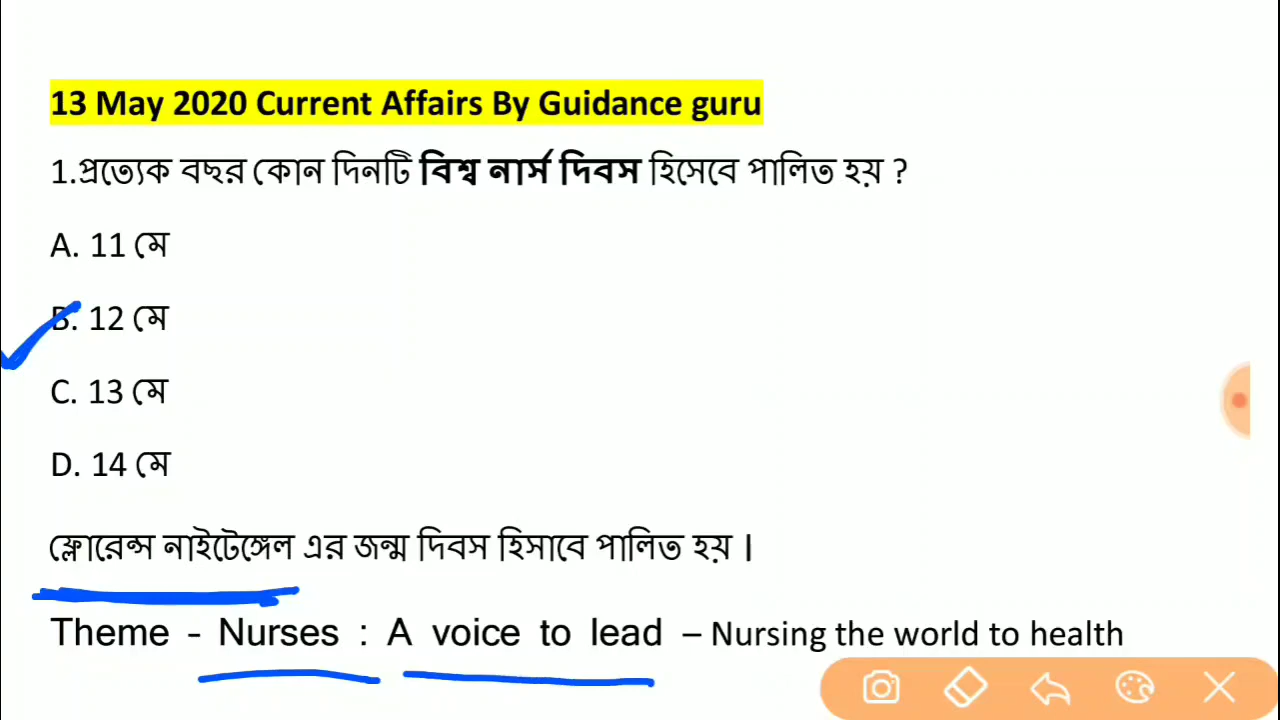 13 May 2020 Current Affairs By Guidance guru
1.প্রত্যেক বছর কোন দিনটি বিশ্ব নার্স দিবস হিসেবে পালিত হয় ?
A. 11 মে
B. 12 মে
C. 13 মে
D. 14 মে
ফ্লোরেন্স নাইটেঙ্গেল এর জন্ম দিবস হিসাবে পালিত হয় ।
Theme - Nurses : A voice to lead – Nursing the world to health